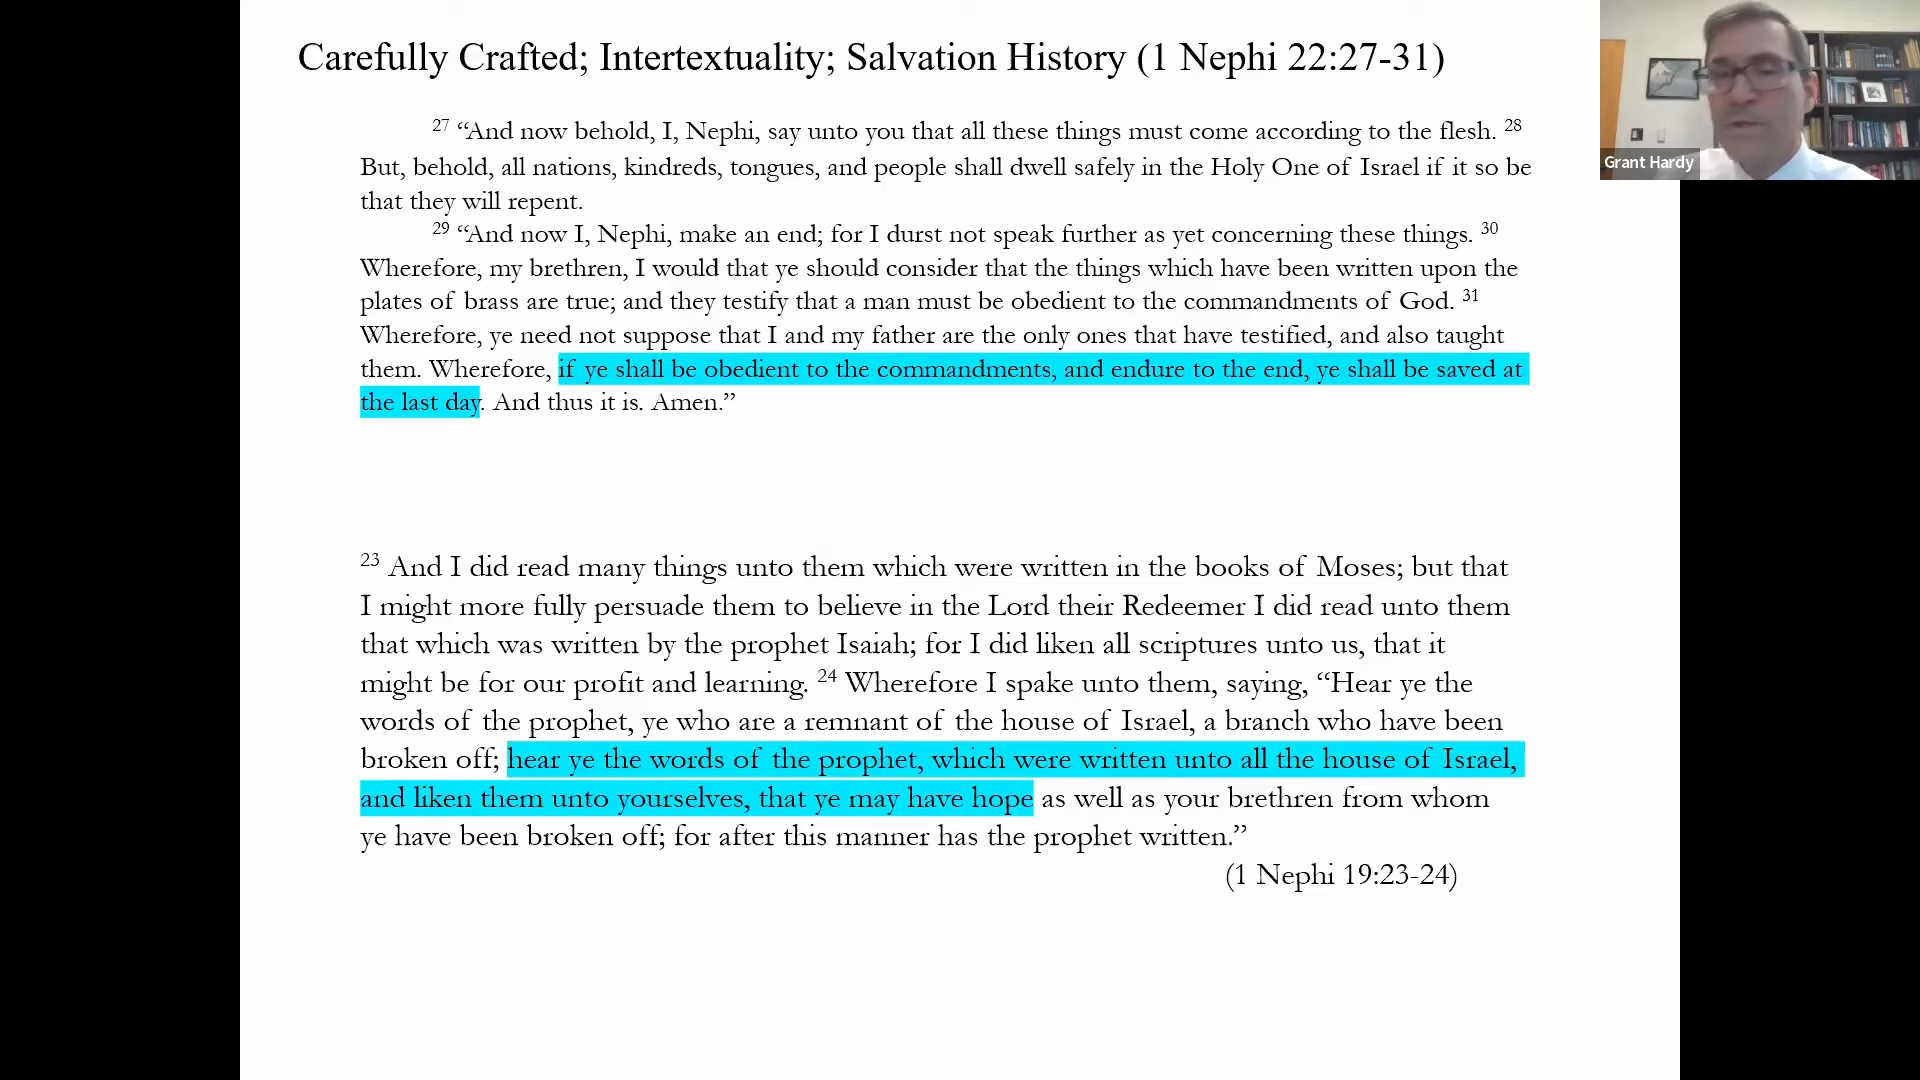 Carefully Crafted; Intertextuality; Salvation History (1 Nephi 22:27-31)
Grant Hardy
27 “And now behold, I, Nephi, say unto you that all these things must come according to the flesh. 28
But, behold, all nations, kindreds, tongues, and people shall dwell safely in the Holy One of Israel if it so be
that they will repent.
29 “And now I, Nephi, make an end; for I durst not speak further as yet concerning these things. 30
Wherefore, my brethren, I would that ye should consider that the things which have been written upon the
plates of brass are true; and they testify that a man must be obedient to the commandments of God. 31
Wherefore, ye need not suppose that I and my father are the only ones that have testified, and also taught
them. Wherefore, if ye shall be obedient to the commandments, and endure to the end, ye shall be saved at
the last day. And thus it is. Amen.”
23 And I did read many things unto them which were written in the books of Moses; but that
I might more fully persuade them to believe in the Lord their Redeemer I did read unto them
that which was written by the prophet Isaiah; for I did liken all scriptures unto us, that it
might be for our profit and learning. 24 Wherefore I spake unto them, saying, “Hear ye the
words of the prophet, ye who are a remnant of the house of Israel, a branch who have been
broken off; hear ye the words of the prophet, which were written unto all the house of Israel,
and liken them unto yourselves, that ye may have hope as well as your brethren from whom
ye have been broken off; for after this manner has the prophet written.”
(1 Nephi 19:23-24)